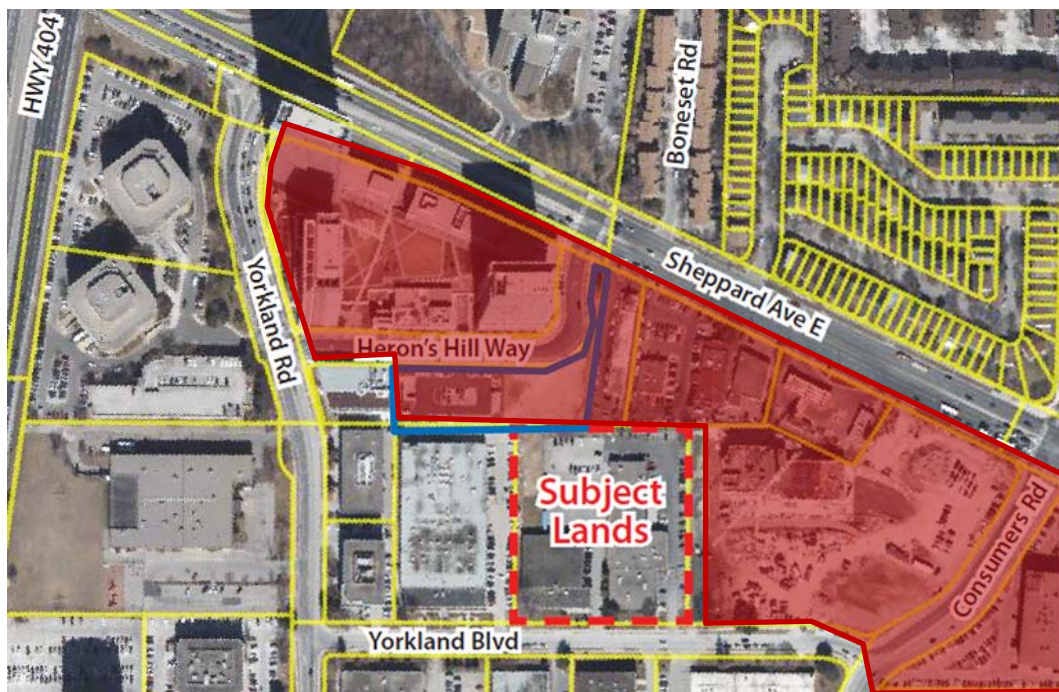 HWY/404
Boneset Rd
Sheppard Ave E
Yorkland Rd
Heron's Hill Way
Subject
Lands
Consumers Rd
Yorkland Blvd